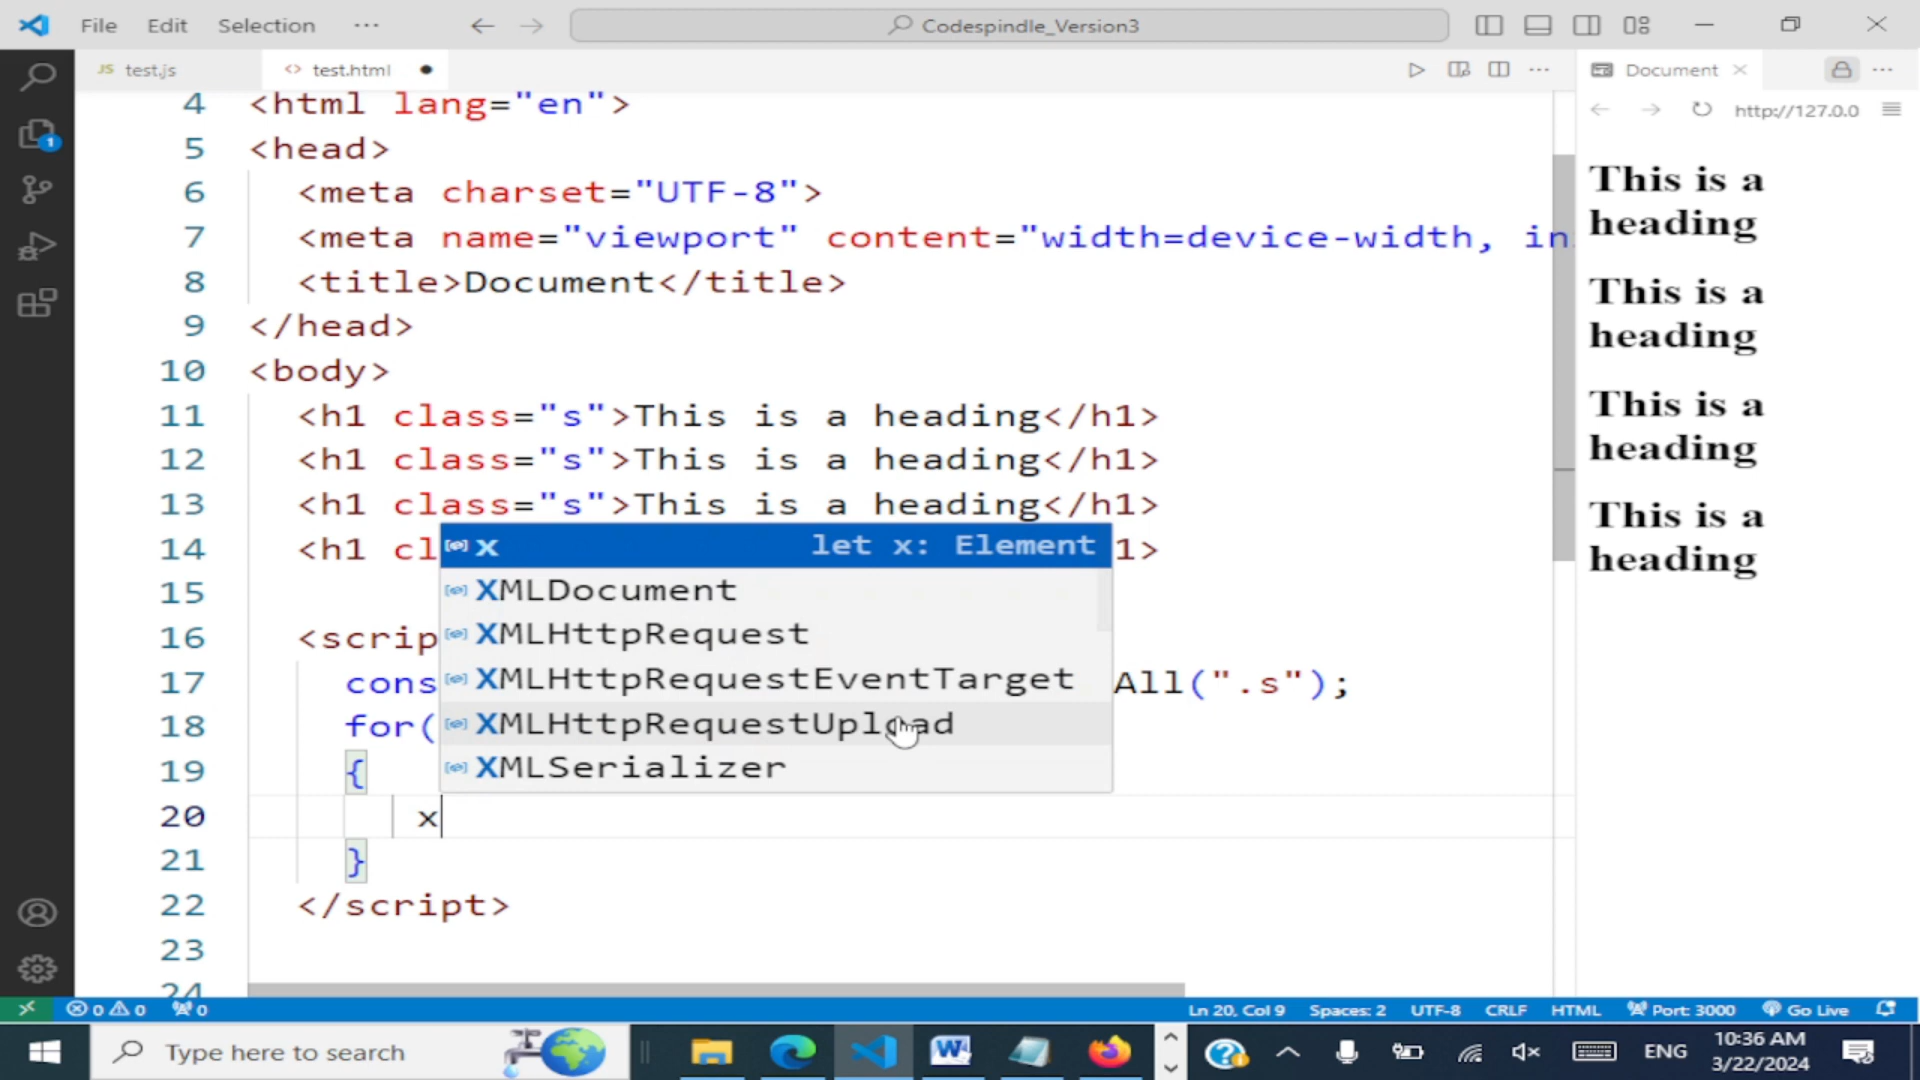 File Edit Selection ··· Codespindle_Version3
JS test.js <> test.html ● ··· Document
http://127.0.0
4 <html lang="en">
5 <head>
6 <meta charset="UTF-8">
7 <meta name="viewport" content="width=device-width, in
8 <title>Document</title>
9 </head>
10 <body>
11 <h1 class="s">This is a heading</h1>
12 <h1 class="s">This is a heading</h1>
13 <h1 class="s">This is a heading</h1>
14 <h1 cl 1>
15
16 <scrip
17 cons All(".s");
18 for(
19 {
20 x
21 }
22 </script>
23
24
x let x: Element
XMLDocument
XMLHttpRequest
XMLHttpRequestEventTarget
XMLHttpRequestUpload
XMLSerializer
This is a
heading
This is a
heading
This is a
heading
This is a
heading
1
0 0 0 Ln 20, Col 9 Spaces: 2 UTF-8 CRLF HTML Port: 3000 Go Live
Type here to search ENG 10:36 AM
3/22/2024